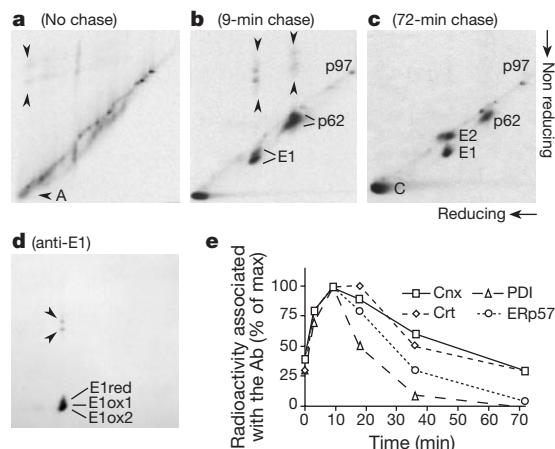 a (No chase)
b (9-min chase)
c (72-min chase)
p97
p97
p62
p62
E1
E2
E1
A
C
Non reducing
Reducing
d (anti-E1)
E1red
E1ox1
E1ox2
e
Radioactivity associated
with the Ab (% of max)
100
75
50
25
0
Cnx
PDI
Crt
ERp57
0 10 20 30 40 50 60 70
Time (min)